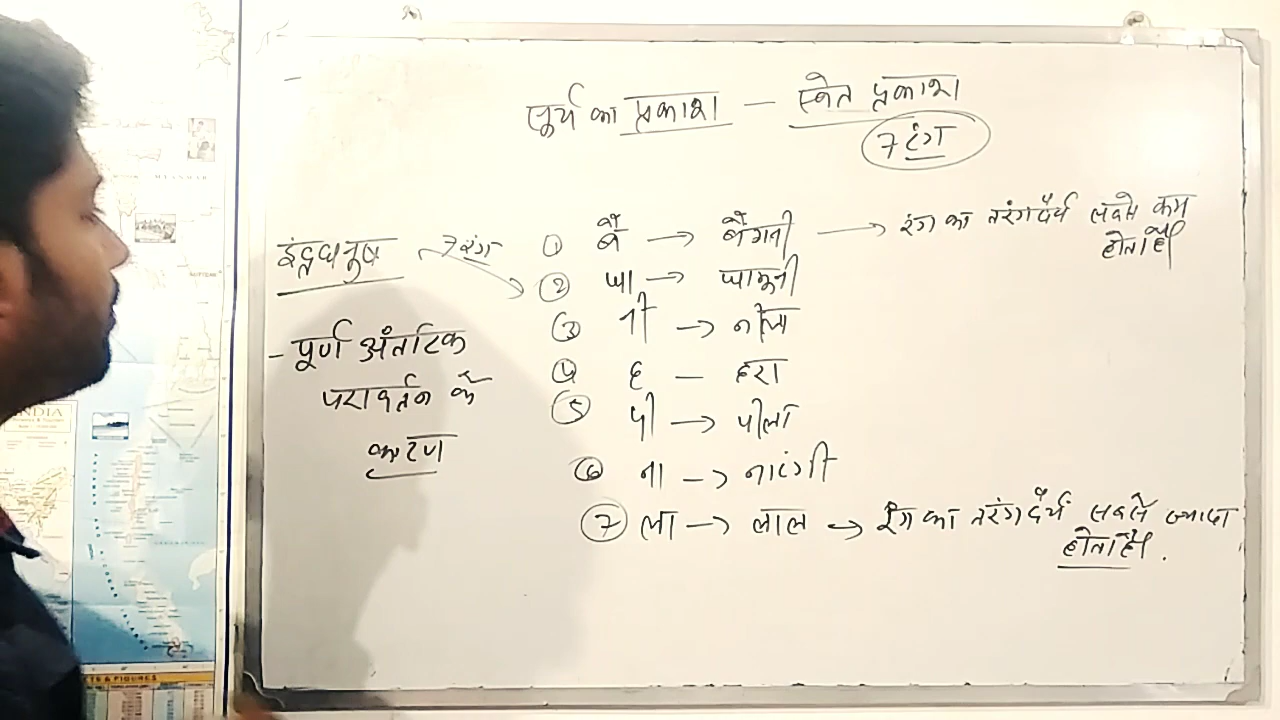 सूर्य का प्रकाश — स्वेत प्रकाश
7 रंग
इंद्रधनुष → 7 रंग
- पूर्ण अंतरिक
परावर्तन के
कारण
① बै → बैंगनी → रंग का तरंगदैर्य सबसे कम
होता है।
② जा → जामुनी
③ नी → नीला
④ ह — हरा
⑤ पी → पीला
⑥ ना → नारंगी
⑦ ला → लाल → रंग का तरंगदैर्य सबसे ज्यादा
होता है।
INDIA